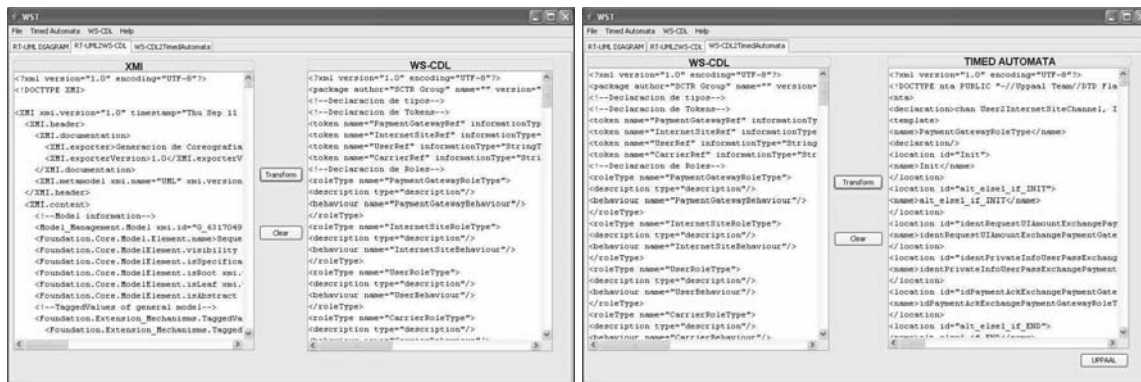 WST
File Timed Automata WS-CDL Help
RT-UML DIAGRAM RT-UML2WS-CDL WS-CDL2TimedAutomata
XMI
<?xml version="1.0" encoding="UTF-8"?>
<!DOCTYPE XMI>
<XMI xmi.version="1.0" timestamp="Thu Sep 11
<XMI.header>
<XMI.documentation>
<XMI.exporter>Generacion de Coreografia
<XMI.exporterVersion>1.0</XMI.exporterV
</XMI.documentation>
<XMI.metamodel xmi.name="UML" xmi.version
</XMI.header>
<XMI.content>
<!--Model information-->
<Model_Management.Model xmi.id="G_6317049
<Foundation.Core.Model.Element.name>Seque
<Foundation.Core.ModelElement.visibility
<Foundation.Core.ModelElement.isSpecifica
<Foundation.Core.ModelElement.isRoot xmi.
<Foundation.Core.ModelElement.isLeaf xmi.
<Foundation.Core.ModelElement.isAbstract
<!--TaggedValues of general model-->
<Foundation.Extension_Mechanisms.TaggedVa
<Foundation.Extension_Mechanisms.Tagged
Transform
Clear
WS-CDL
<?xml version="1.0" encoding="UTF-8"?>
<package author="SCTR Group" name="" version=
<!--Declaracion de tipos-->
<!--Declaracion de Tokens-->
<token name="PaymentGatewayRef" informationTyp
<token name="InternetSiteRef" informationType=
<token name="UserRef" informationType="StringT
<token name="CarrierRef" informationType="Stri
<!--Declaracion de Roles-->
<roleType name="PaymentGatewayRoleType">
<description type="description"/>
<behaviour name="PaymentGatewayBehaviour"/>
</roleType>
<roleType name="InternetSiteRoleType">
<description type="description"/>
<behaviour name="InternetSiteBehaviour"/>
</roleType>
<roleType name="UserRoleType">
<description type="description"/>
<behaviour name="UserBehaviour"/>
</roleType>
<roleType name="CarrierRoleType">
<description type="description"/>
<behaviour name="CarrierBehaviour"/>
WST
File Timed Automata WS-CDL Help
RT-UML DIAGRAM RT-UML2WS-CDL WS-CDL2TimedAutomata
WS-CDL
<?xml version="1.0" encoding="UTF-8"?>
<package author="SCTR Group" name="" version
<!--Declaracion de tipos-->
<!--Declaracion de Tokens-->
<token name="PaymentGatewayRef" informationTy
<token name="InternetSiteRef" informationType
<token name="UserRef" informationType="String
<token name="CarrierRef" informationType="Str
<!--Declaracion de Roles-->
<roleType name="PaymentGatewayRoleType">
<description type="description"/>
<behaviour name="PaymentGatewayBehaviour"/>
</roleType>
<roleType name="InternetSiteRoleType">
<description type="description"/>
<behaviour name="InternetSiteBehaviour"/>
</roleType>
<roleType name="UserRoleType">
<description type="description"/>
<behaviour name="UserBehaviour"/>
</roleType>
<roleType name="CarrierRoleType">
<description type="description"/>
<behaviour name="CarrierBehaviour"/>
Transform
Clear
TIMED AUTOMATA
<?xml version="1.0" encoding="UTF-8"?>
<!DOCTYPE nta PUBLIC "-//Uppaal Team//DTD Fla
<nta>
<declaration>chan User2InternetSiteChannel, I
<template>
<name>PaymentGatewayRoleType</name>
<declaration/>
<location id="Init">
<name>Init</name>
</location>
<location id="alt_else1_if_INIT">
<name>alt_else1_if_INIT</name>
</location>
<location id="identRequestUIAmountExchangePay
<name>identRequestUIAmountExchangePaymentGate
</location>
<location id="identPrivateInfoUserPassExchang
<name>identPrivateInfoUserPassExchangePayment
</location>
<location id="idPaymentAckExchangePaymentGate
<name>idPaymentAckExchangePaymentGatewayRoleT
</location>
<location id="alt_else1_if_END">
<name>alt_else1_if_END</name>
UPPAAL